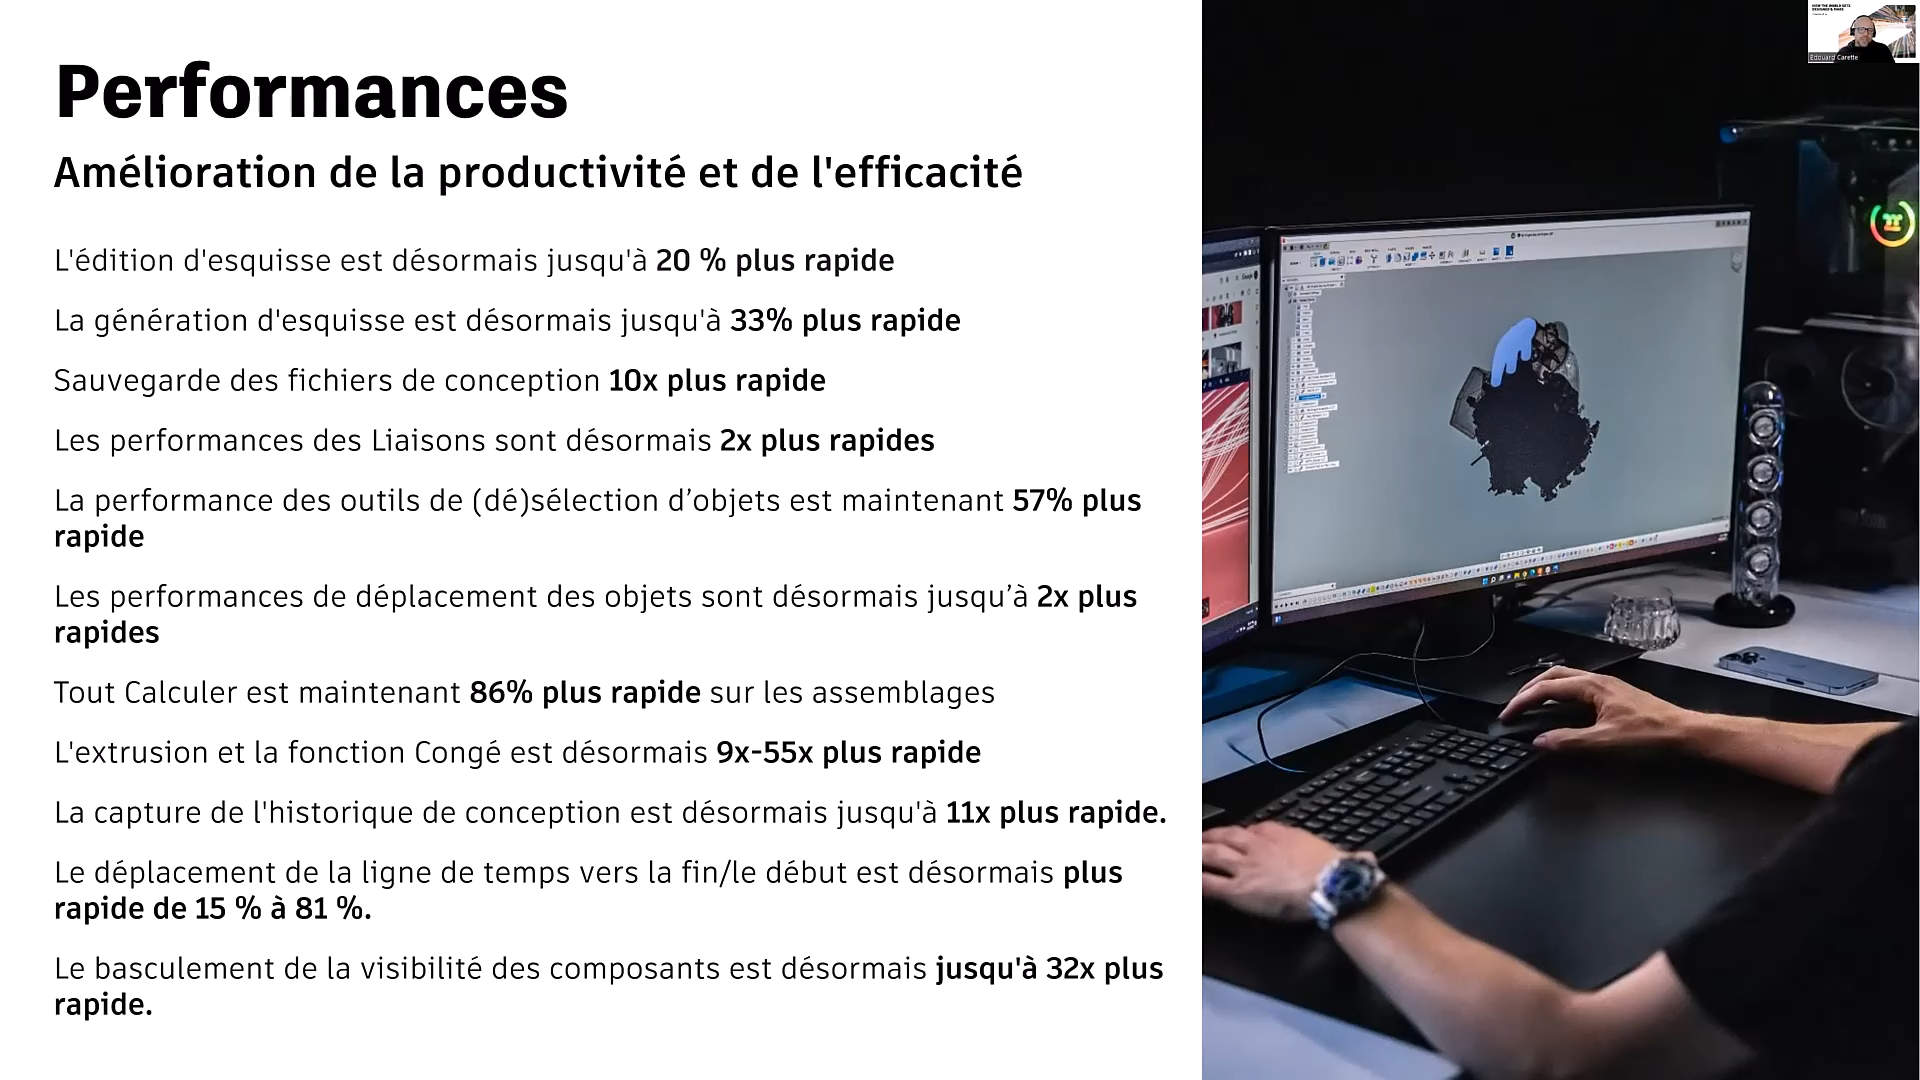 Performances
Amélioration de la productivité et de l'efficacité
L'édition d'esquisse est désormais jusqu'à 20 % plus rapide
La génération d'esquisse est désormais jusqu'à 33% plus rapide
Sauvegarde des fichiers de conception 10x plus rapide
Les performances des Liaisons sont désormais 2x plus rapides
La performance des outils de (dé)sélection d’objets est maintenant 57% plus
rapide
Les performances de déplacement des objets sont désormais jusqu’à 2x plus
rapides
Tout Calculer est maintenant 86% plus rapide sur les assemblages
L'extrusion et la fonction Congé est désormais 9x-55x plus rapide
La capture de l'historique de conception est désormais jusqu'à 11x plus rapide.
Le déplacement de la ligne de temps vers la fin/le début est désormais plus
rapide de 15 % à 81 %.
Le basculement de la visibilité des composants est désormais jusqu'à 32x plus
rapide.
HOW THE WORLD GETS
DESIGNED & MADE
Edouard Carette